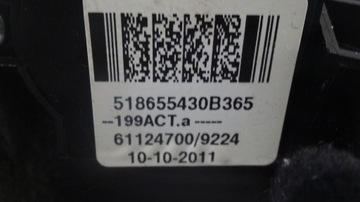 518655430B365
--199ACT.a -----
61124700/9224
10-10-2011